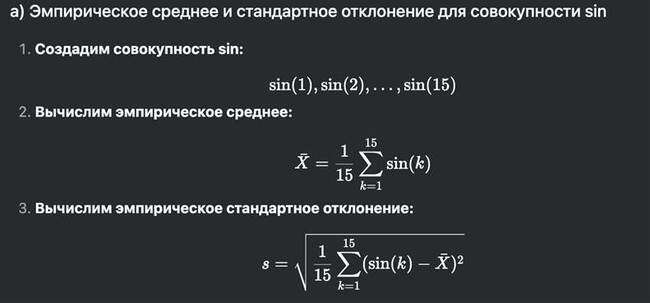 а) Эмпирическое среднее и стандартное отклонение для совокупности sin
1. Создадим совокупность sin:
sin(1), sin(2), . . . , sin(15)
2. Вычислим эмпирическое среднее:
X̄ = 1/15 ∑_{k=1}^{15} sin(k)
3. Вычислим эмпирическое стандартное отклонение:
s = √(1/15 ∑_{k=1}^{15} (sin(k) − X̄)²)